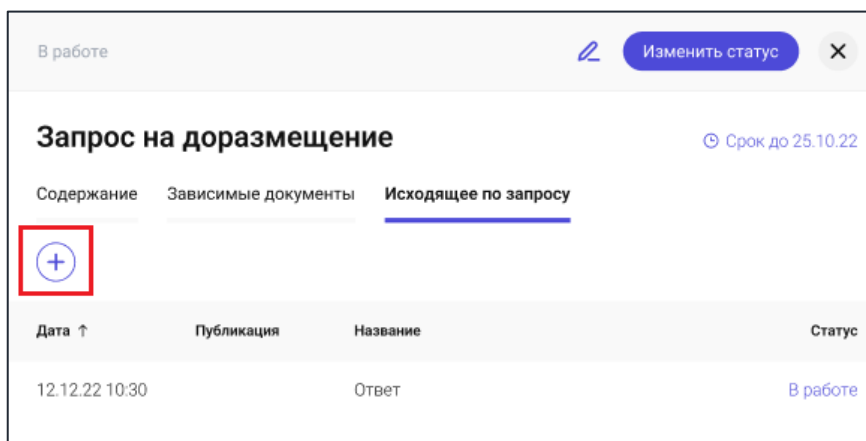 В работе
Изменить статус
Запрос на доразмещение
Срок до 25.10.22
Содержание Зависимые документы Исходящее по запросу
Дата ↑ Публикация Название Статус
12.12.22 10:30 Ответ В работе